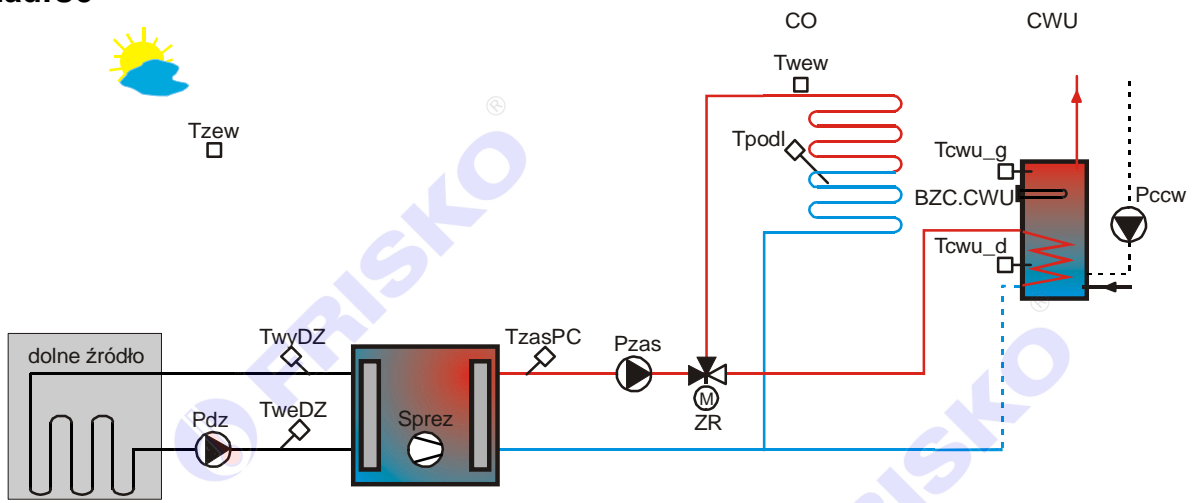 CO
CWU
Twew
Tzew
Tpodl
Tcwu_g
BZC.CWU
Pccw
Tcwu_d
dolne źródło
TwyDZ
TzasPC
Pzas
Pdz
TweDZ
Sprez
M
ZR
FRISKO
®
FRISKO
®